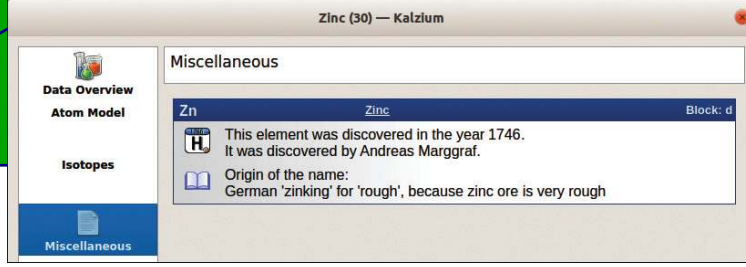 Zinc (30) — Kalzium
Data Overview
Atom Model
Isotopes
Miscellaneous
Miscellaneous
Zn Zinc Block: d
H
This element was discovered in the year 1746.
It was discovered by Andreas Marggraf.
Origin of the name:
German 'zinking' for 'rough', because zinc ore is very rough